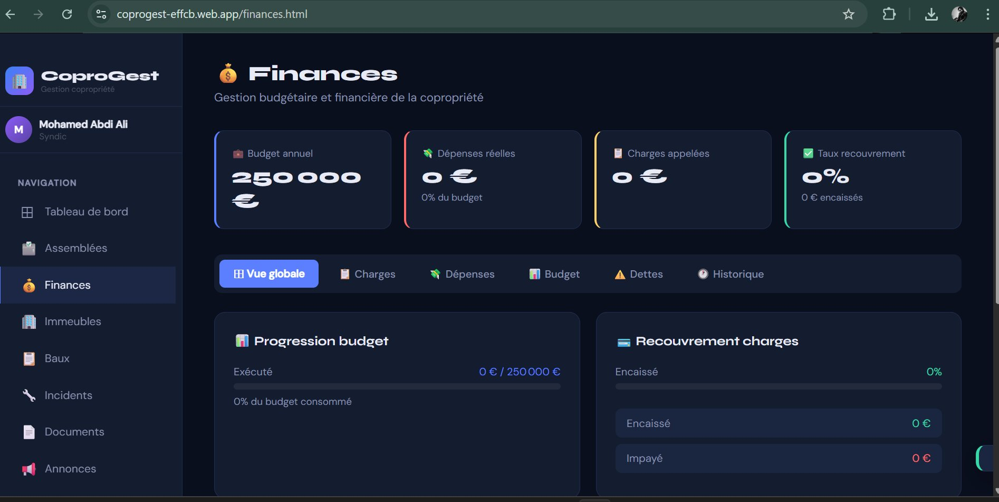 coprogest-effcb.web.app/finances.html
CoproGest
Gestion copropriété
M
Mohamed Abdi Ali
Syndic
NAVIGATION
Tableau de bord
Assemblées
Finances
Immeubles
Baux
Incidents
Documents
Annonces
Finances
Gestion budgétaire et financière de la copropriété
Budget annuel
250 000
€
Dépenses réelles
0 €
0% du budget
Charges appelées
0 €
Taux recouvrement
0%
0 € encaissés
Vue globale
Charges
Dépenses
Budget
Dettes
Historique
Progression budget
Exécuté
0 € / 250 000 €
0% du budget consommé
Recouvrement charges
Encaissé
0%
Encaissé
0 €
Impayé
0 €